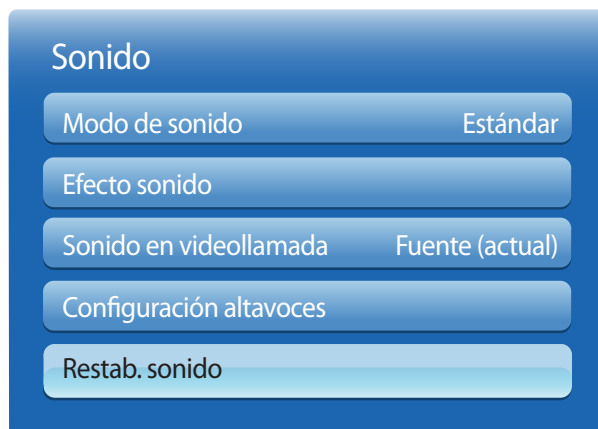 Sonido
Modo de sonido Estándar
Efecto sonido
Sonido en videollamada Fuente (actual)
Configuración altavoces
Restab. sonido